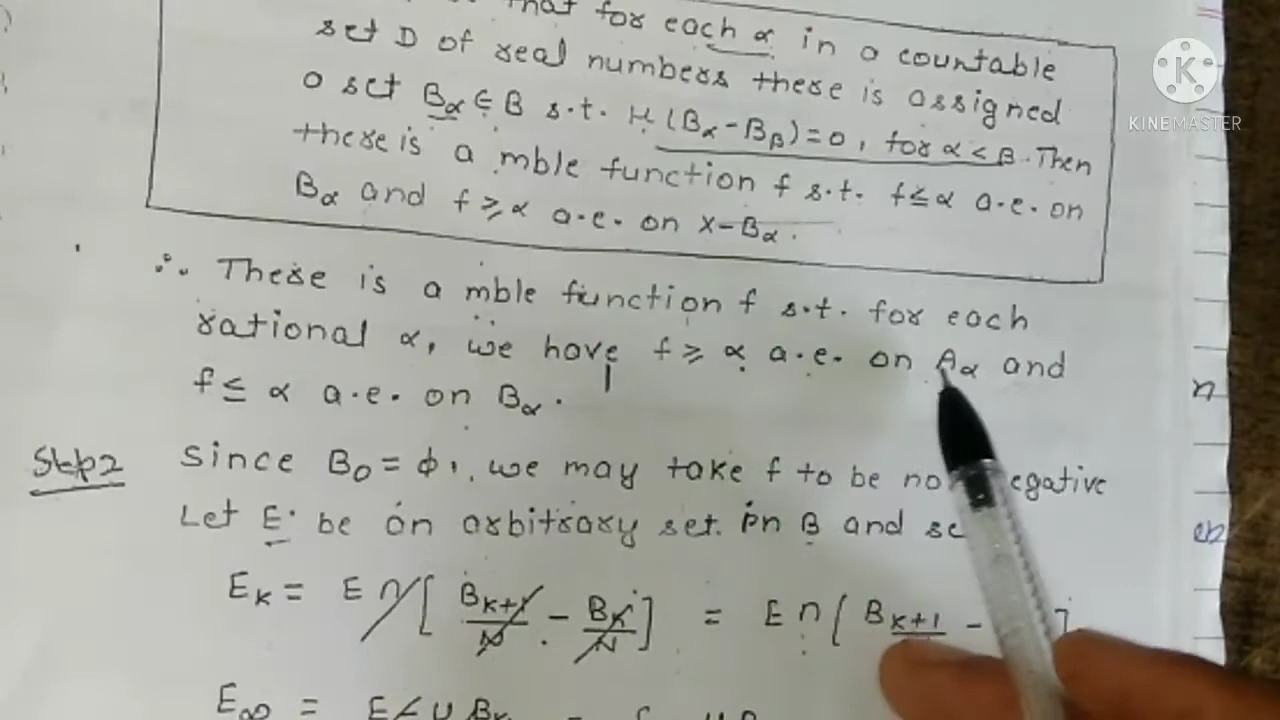 that for each α in a countable
set D of real numbers there is assigned
a set Bα ∈ B s.t. μ(Bα - Bβ) = 0, for α < β. Then
there is a mble function f s.t. f ≤ α a.e. on
Bα and f ≥ α a.e. on X - Bα.
∴ There is a mble function f s.t. for each
rational α, we have f ≥ α a.e. on Aα and
f ≤ α a.e. on Bα.
Step 2 Since B₀ = φ, we may take f to be no egative
Let E be an arbitrary set in B and se
Eₖ = E ∩ [ Bₖ₊₁/N - Bₖ/N ] = E ∩ [ Bₖ₊₁ - ]
E∞ =
KINEMASTER